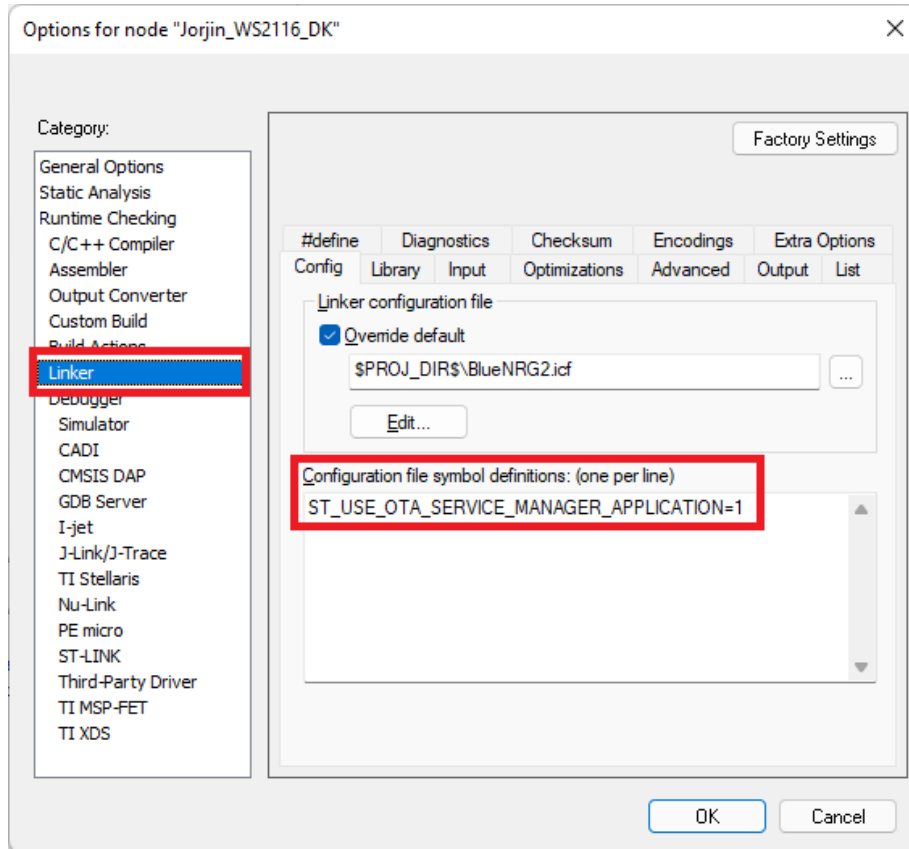 Options for node "Jorjin_WS2116_DK"
Category:
Factory Settings
General Options
Static Analysis
Runtime Checking
C/C++ Compiler
Assembler
Output Converter
Custom Build
Build Actions
Linker
Debugger
Simulator
CADI
CMSIS DAP
GDB Server
I-jet
J-Link/J-Trace
TI Stellaris
Nu-Link
PE micro
ST-LINK
Third-Party Driver
TI MSP-FET
TI XDS
#define Diagnostics Checksum Encodings Extra Options
Config Library Input Optimizations Advanced Output List
Linker configuration file
Override default
$PROJ_DIR$\BlueNRG2.icf
...
Edit...
Configuration file symbol definitions: (one per line)
ST_USE_OTA_SERVICE_MANAGER_APPLICATION=1
OK Cancel